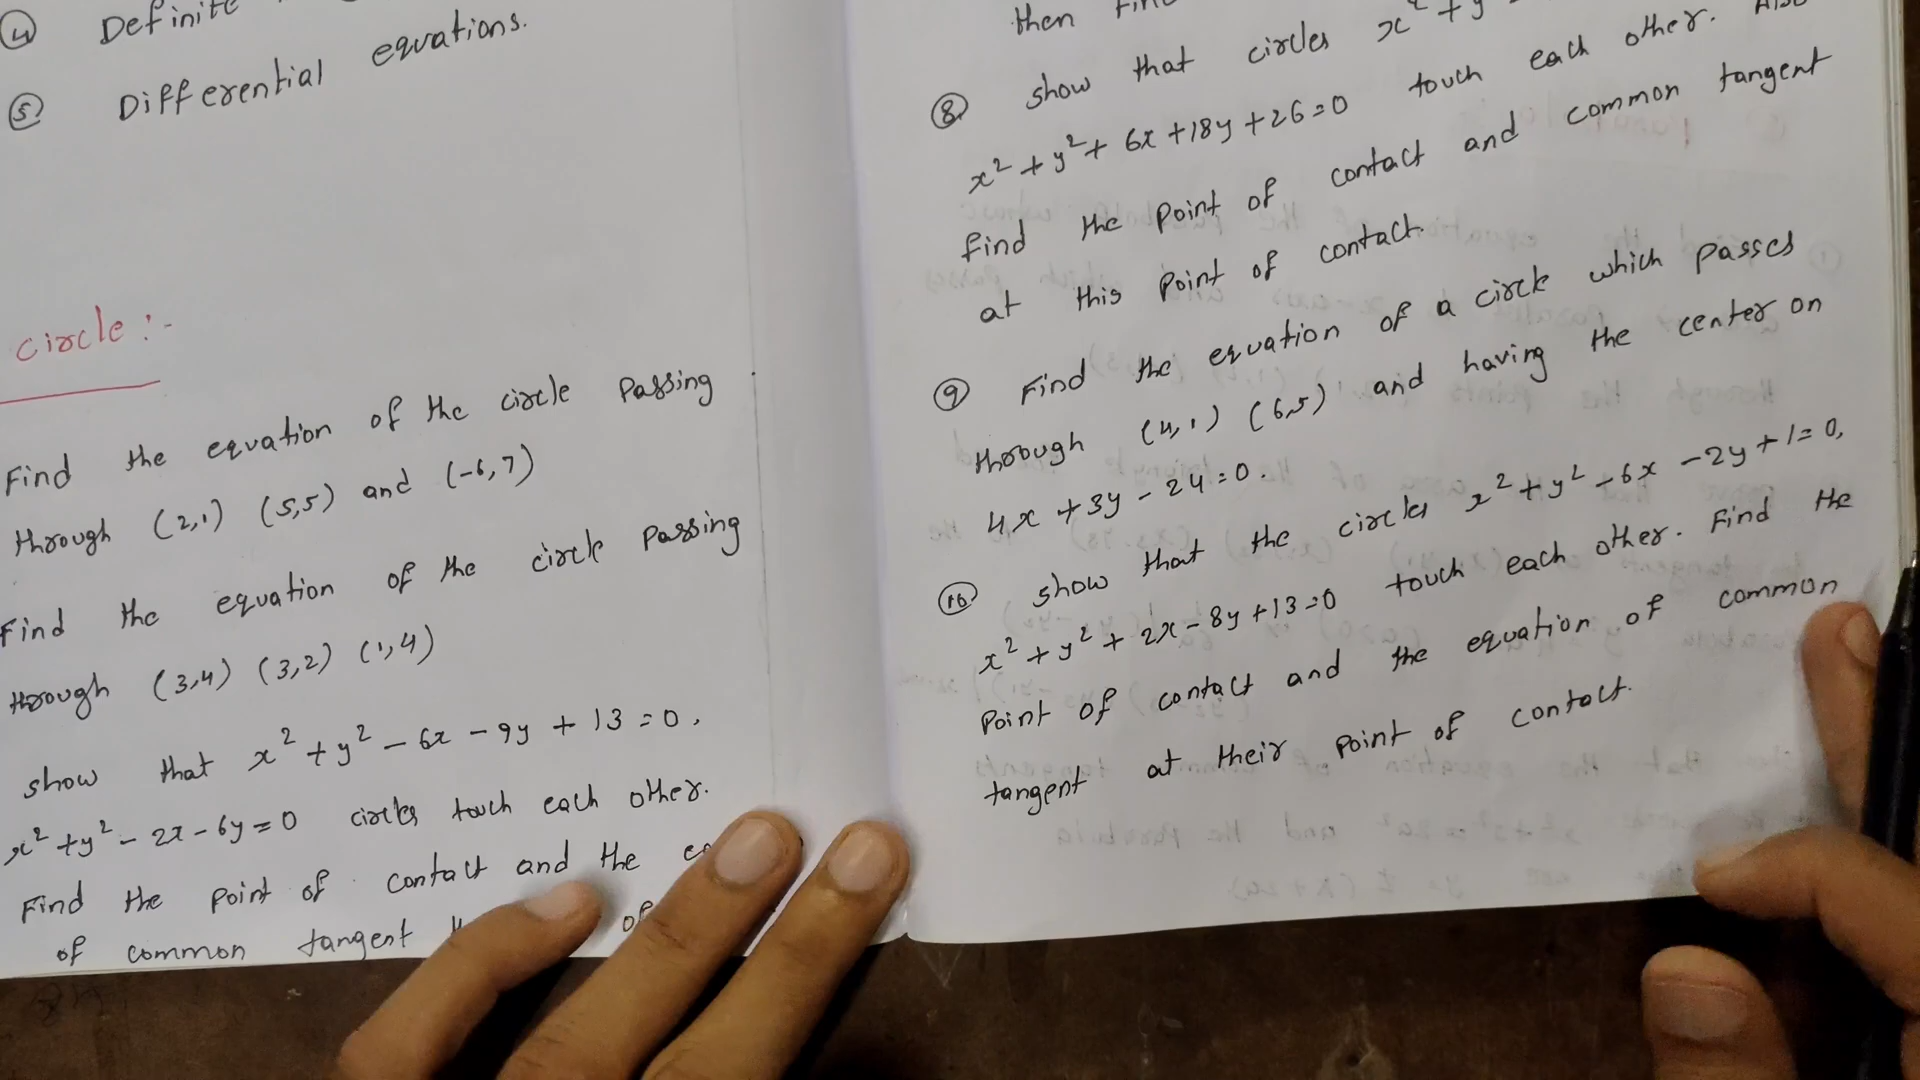 ④ Definite
⑤ Differential equations.
circle :-
Find the equation of the circle passing
through (2,1) (5,5) and (-6,7)
Find the equation of the circle passing
through (3,4) (3,2) (1,4)
show that x² + y² - 6x - 9y + 13 = 0,
x² + y² - 2x - 6y = 0 circles touch each other.
Find the point of contact and the
of common tangent of
then find
⑧ show that circles x² + y
x² + y² + 6x + 18y + 26 = 0 touch each other. Also
find the point of contact and common tangent
at this point of contact.
⑨ Find the equation of a circle which passes
through (4,1) (6,5) and having the center on
4x + 3y - 24 = 0.
⑩ show that the circles x² + y² - 6x - 2y + 1 = 0,
x² + y² + 2x - 8y + 13 = 0 touch each other. Find the
point of contact and the equation of common
tangent at their point of contact.